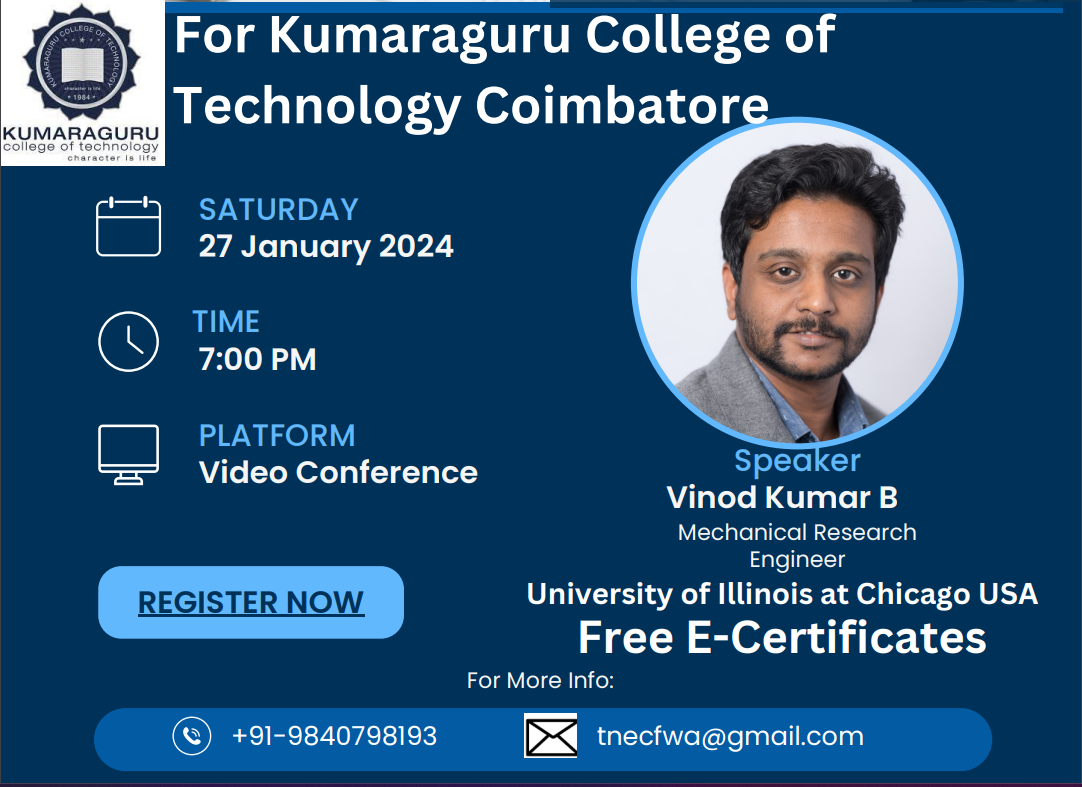 KUMARAGURU COLLEGE OF TECHNOLOGY
character is life
1984
KUMARAGURU
college of technology
character is life
For Kumaraguru College of
Technology Coimbatore
SATURDAY
27 January 2024
TIME
7:00 PM
PLATFORM
Video Conference
REGISTER NOW
Speaker
Vinod Kumar B
Mechanical Research
Engineer
University of Illinois at Chicago USA
Free E-Certificates
For More Info:
+91-9840798193
tnecfwa@gmail.com